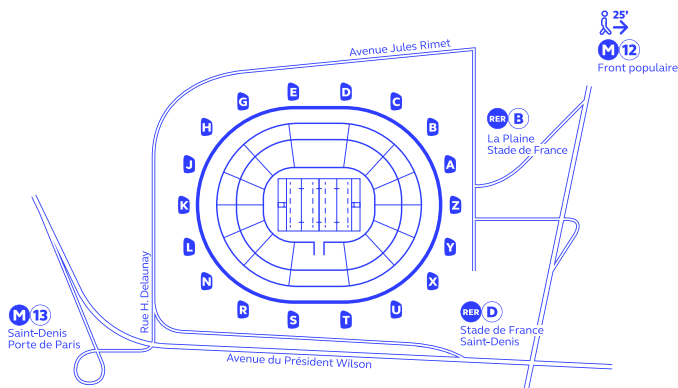 25'
M 12
Front populaire
Avenue Jules Rimet
E
D
G
C
H
B
RER B
La Plaine
Stade de France
J
A
K
Z
L
Y
N
X
R
U
S
T
Rue H. Delaunay
M 13
Saint-Denis
Porte de Paris
RER D
Stade de France
Saint-Denis
Avenue du Président Wilson